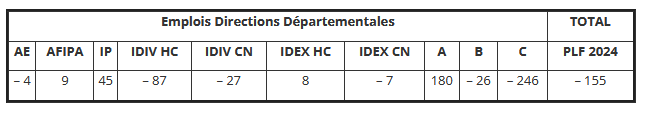 Emplois Directions Départementales TOTAL
AE AFIPA IP IDIV HC IDIV CN IDEX HC IDEX CN A B C PLF 2024
– 4 9 45 – 87 – 27 8 – 7 180 – 26 – 246 – 155